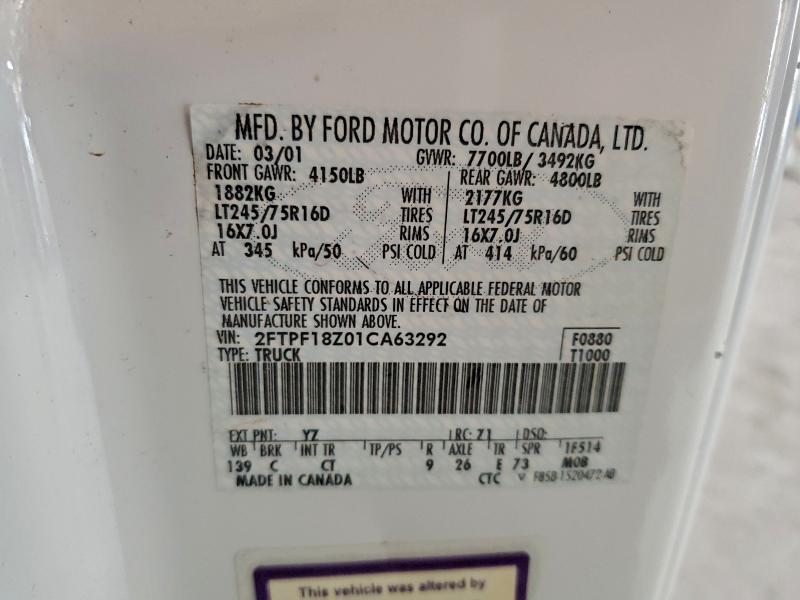 MFD. BY FORD MOTOR CO. OF CANADA, LTD.
DATE: 03/01 GVWR: 7700LB/ 3492KG
FRONT GAWR: 4150LB REAR GAWR: 4800LB
1882KG WITH 2177KG WITH
LT245/75R16D TIRES LT245/75R16D TIRES
16X7.0J RIMS 16X7.0J RIMS
AT 345 kPa/50 PSI COLD AT 414 kPa/60 PSI COLD
THIS VEHICLE CONFORMS TO ALL APPLICABLE FEDERAL MOTOR
VEHICLE SAFETY STANDARDS IN EFFECT ON THE DATE OF
MANUFACTURE SHOWN ABOVE.
VIN: 2FTPF18Z01CA63292 F0880
TYPE: TRUCK T1000
EXT PNT: YZ RC: 71 DSO:
WB BRK INT TR TP/PS R AXLE TR SPR 1F514
139 C CT 9 26 E 73 MOB
MADE IN CANADA CTC V F85B-1520472-AB
This vehicle was altered by